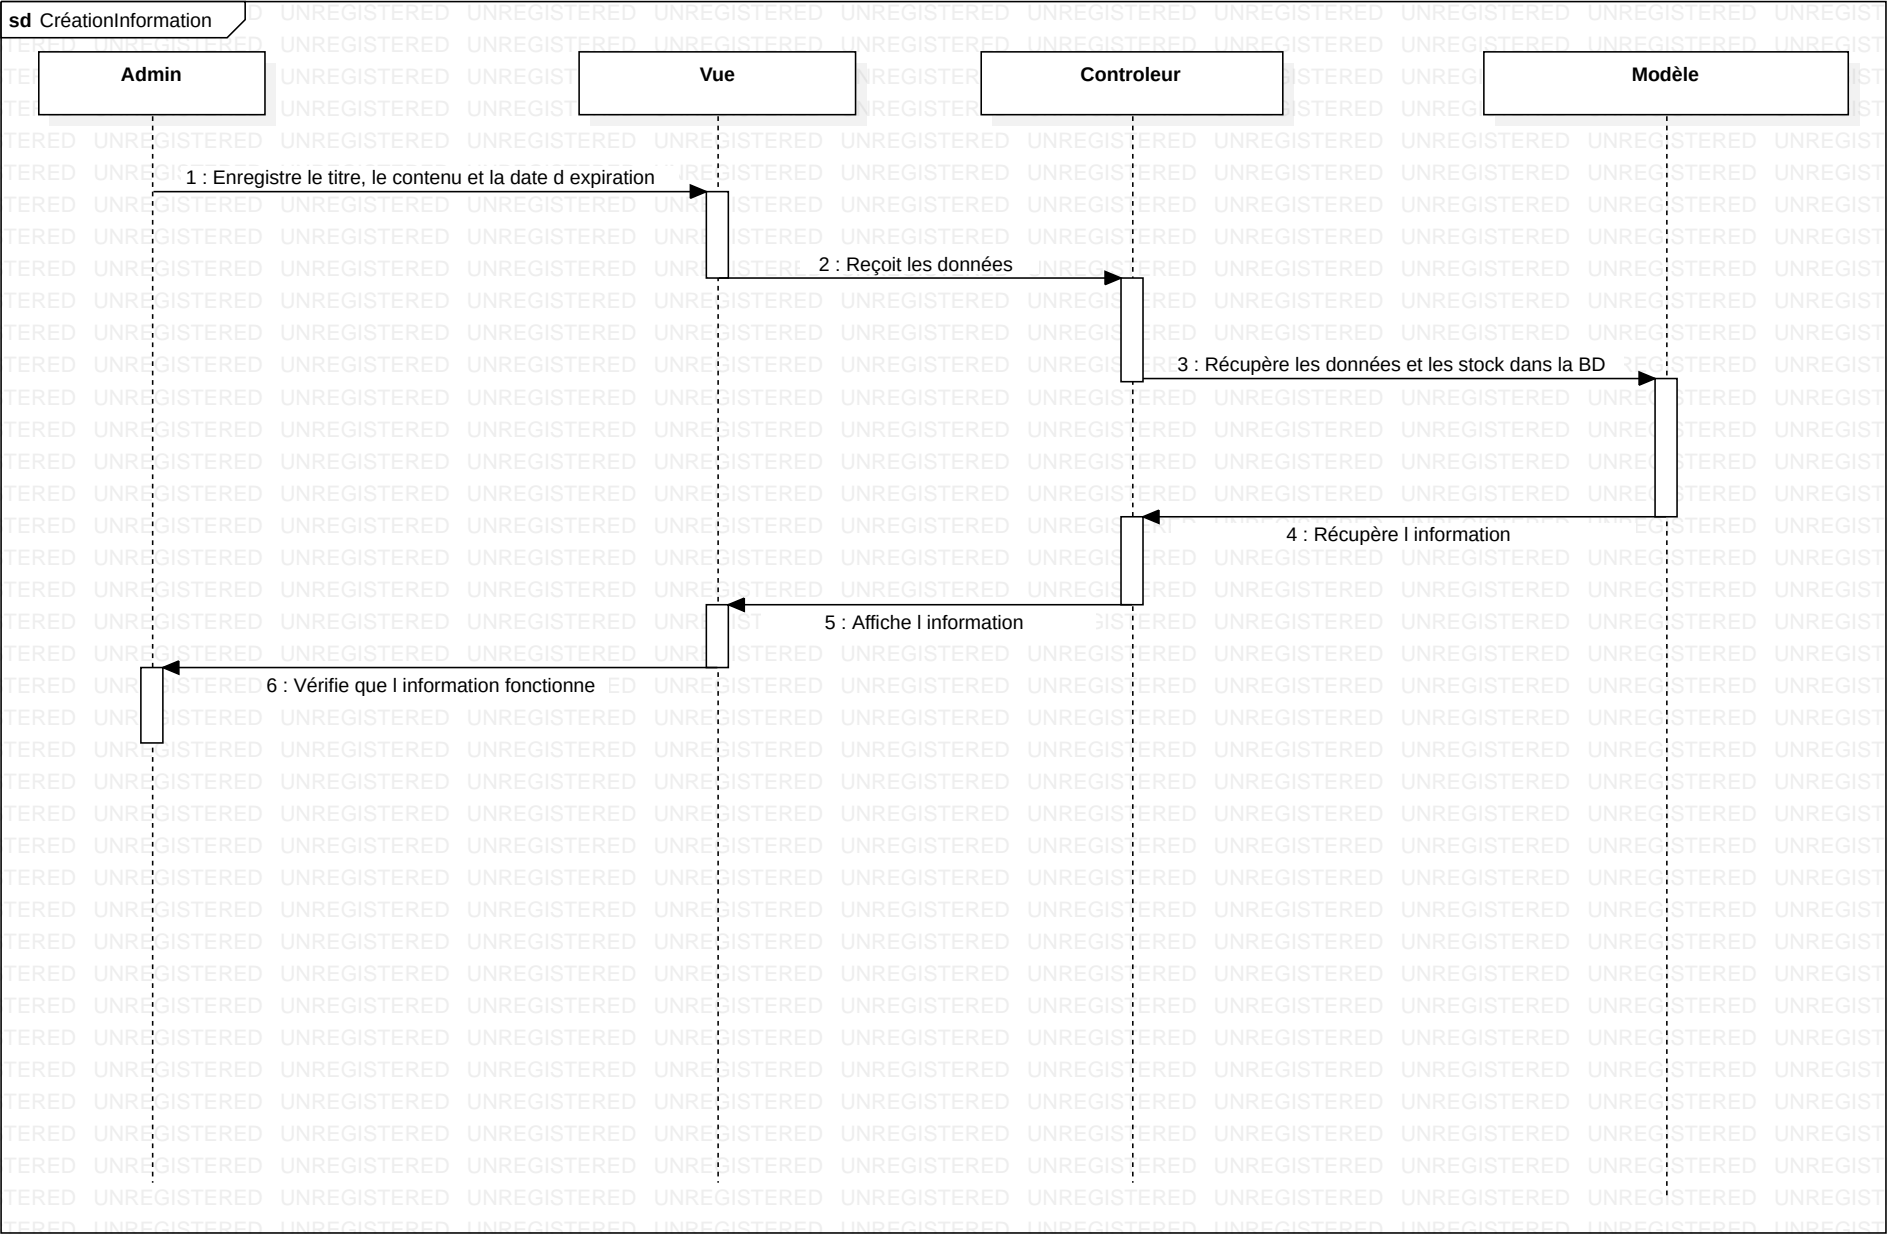 sd CréationInformation
Admin
Vue
Controleur
Modèle
1 : Enregistre le titre, le contenu et la date d expiration
2 : Reçoit les données
3 : Récupère les données et les stock dans la BD
4 : Récupère l information
5 : Affiche l information
6 : Vérifie que l information fonctionne
UNREGISTERED